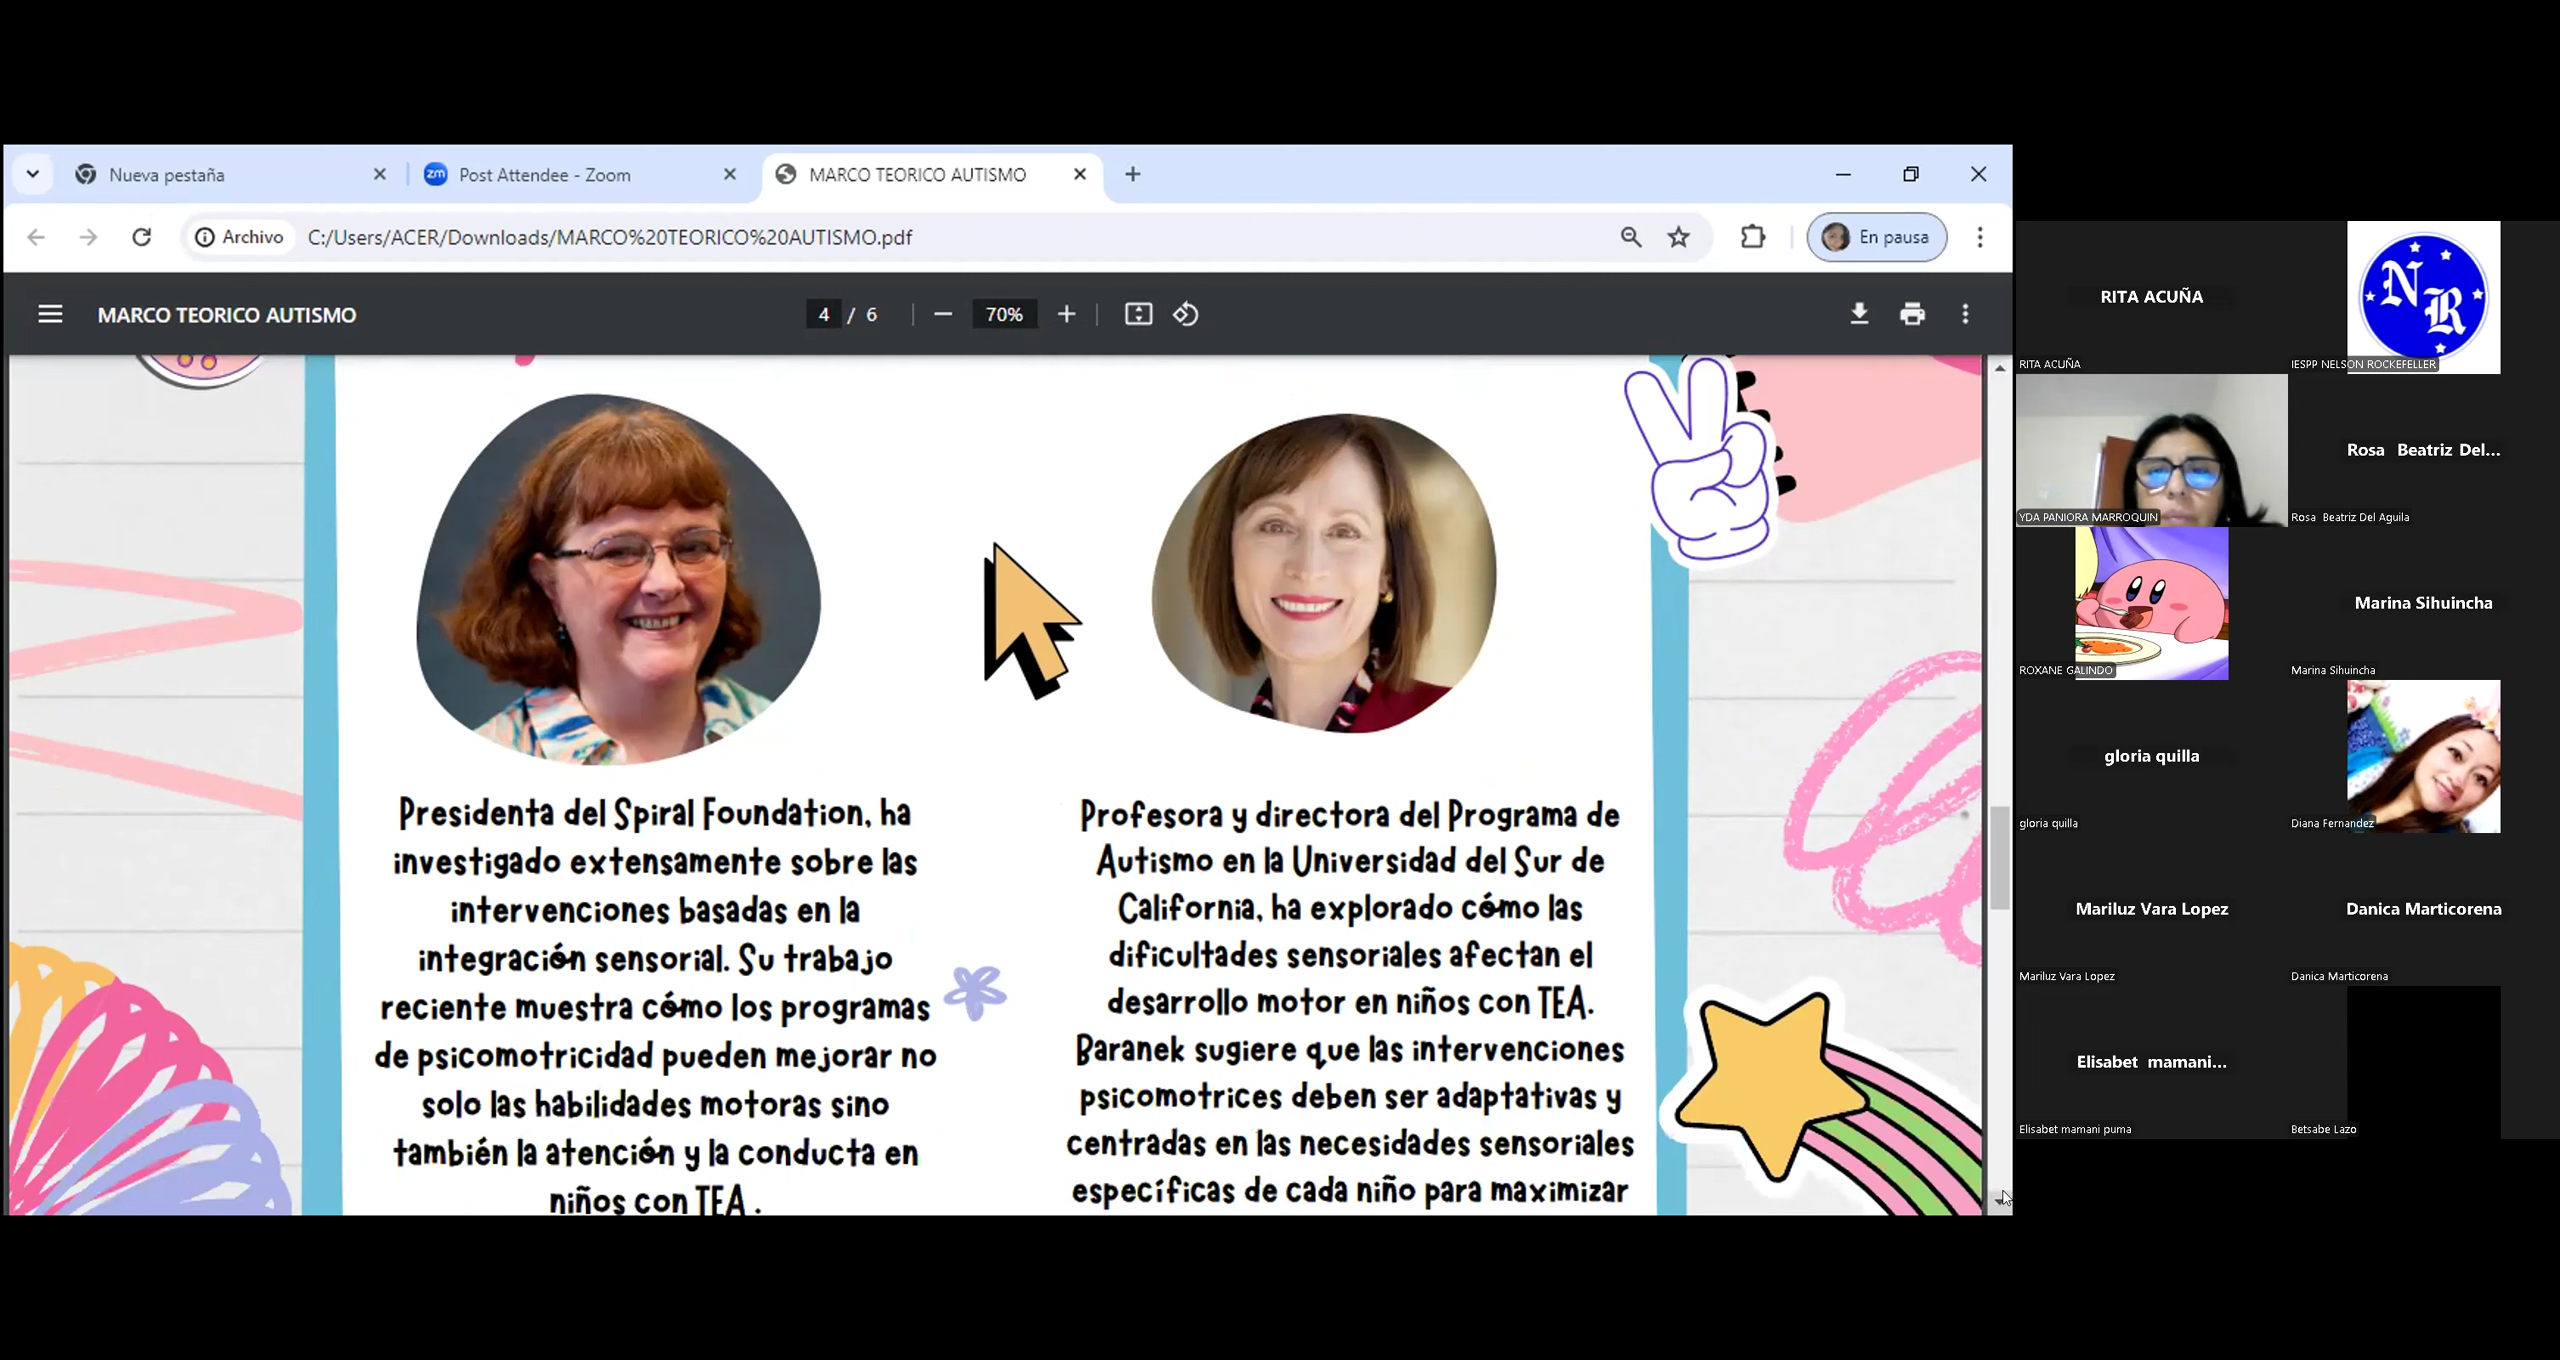 Nueva pestaña
Post Attendee - Zoom
MARCO TEORICO AUTISMO
Archivo
C:/Users/ACER/Downloads/MARCO%20TEORICO%20AUTISMO.pdf
En pausa
MARCO TEORICO AUTISMO
4 / 6
70%
Presidenta del Spiral Foundation, ha
investigado extensamente sobre las
intervenciones basadas en la
integración sensorial. Su trabajo
reciente muestra cómo los programas
de psicomotricidad pueden mejorar no
solo las habilidades motoras sino
también la atención y la conducta en
niños con TEA .
Profesora y directora del Programa de
Autismo en la Universidad del Sur de
California, ha explorado cómo las
dificultades sensoriales afectan el
desarrollo motor en niños con TEA.
Baranek sugiere que las intervenciones
psicomotrices deben ser adaptativas y
centradas en las necesidades sensoriales
específicas de cada niño para maximizar
RITA ACUÑA
RITA ACUÑA
NR
IESPP NELSON ROCKEFELLER
YDA PANIORA MARROQUIN
Rosa Beatriz Del...
Rosa Beatriz Del Aguila
ROXANE GALINDO
Marina Sihuincha
Marina Sihuincha
gloria quilla
gloria quilla
Diana Fernandez
Mariluz Vara Lopez
Mariluz Vara Lopez
Danica Marticorena
Danica Marticorena
Elisabet mamani...
Elisabet mamani puma
Betsabe Lazo